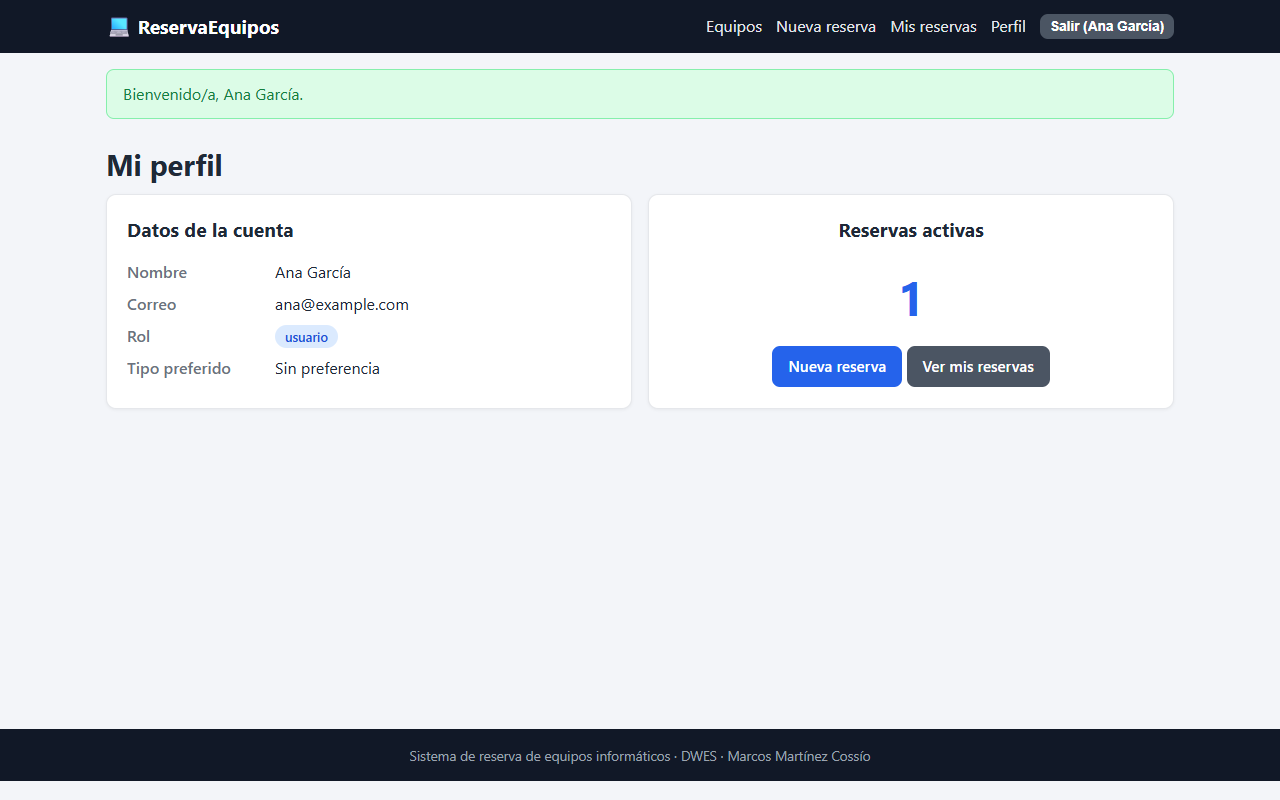 ReservaEquipos
Equipos Nueva reserva Mis reservas Perfil Salir (Ana García)
Bienvenido/a, Ana García.
Mi perfil
Datos de la cuenta
Nombre Ana García
Correo ana@example.com
Rol usuario
Tipo preferido Sin preferencia
Reservas activas
1
Nueva reserva Ver mis reservas
Sistema de reserva de equipos informáticos · DWES · Marcos Martínez Cossío